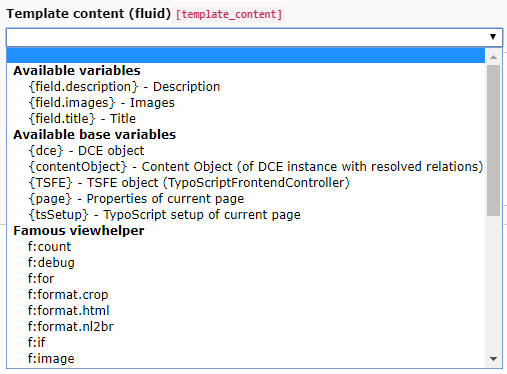 Template content (fluid) [template_content]
Available variables
{field.description} - Description
{field.images} - Images
{field.title} - Title
Available base variables
{dce} - DCE object
{contentObject} - Content Object (of DCE instance with resolved relations)
{TSFE} - TSFE object (TypoScriptFrontendController)
{page} - Properties of current page
{tsSetup} - TypoScript setup of current page
Famous viewhelper
f:count
f:debug
f:for
f:format.crop
f:format.html
f:format.nl2br
f:if
f:image